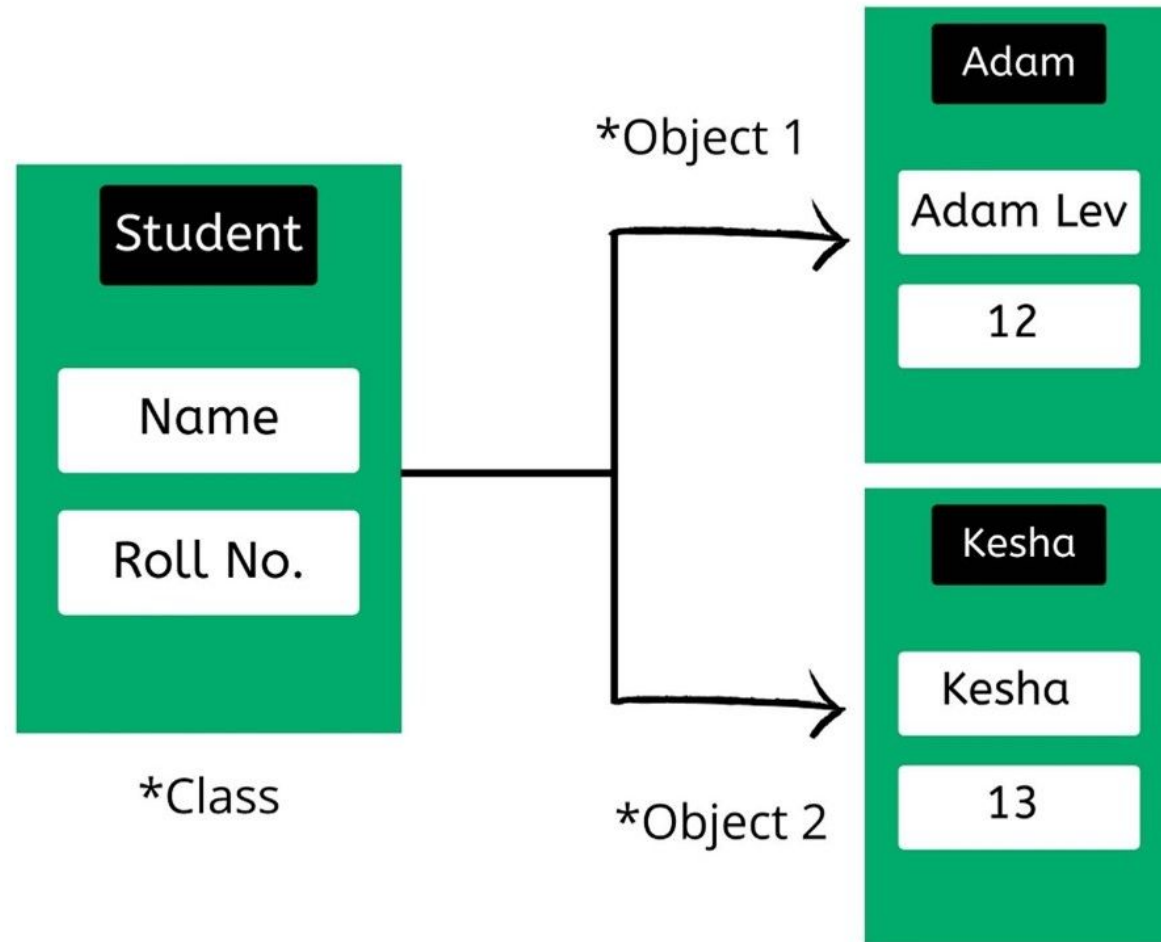 Student
Name
Roll No.
*Class
*Object 1
Adam
Adam Lev
12
*Object 2
Kesha
Kesha
13